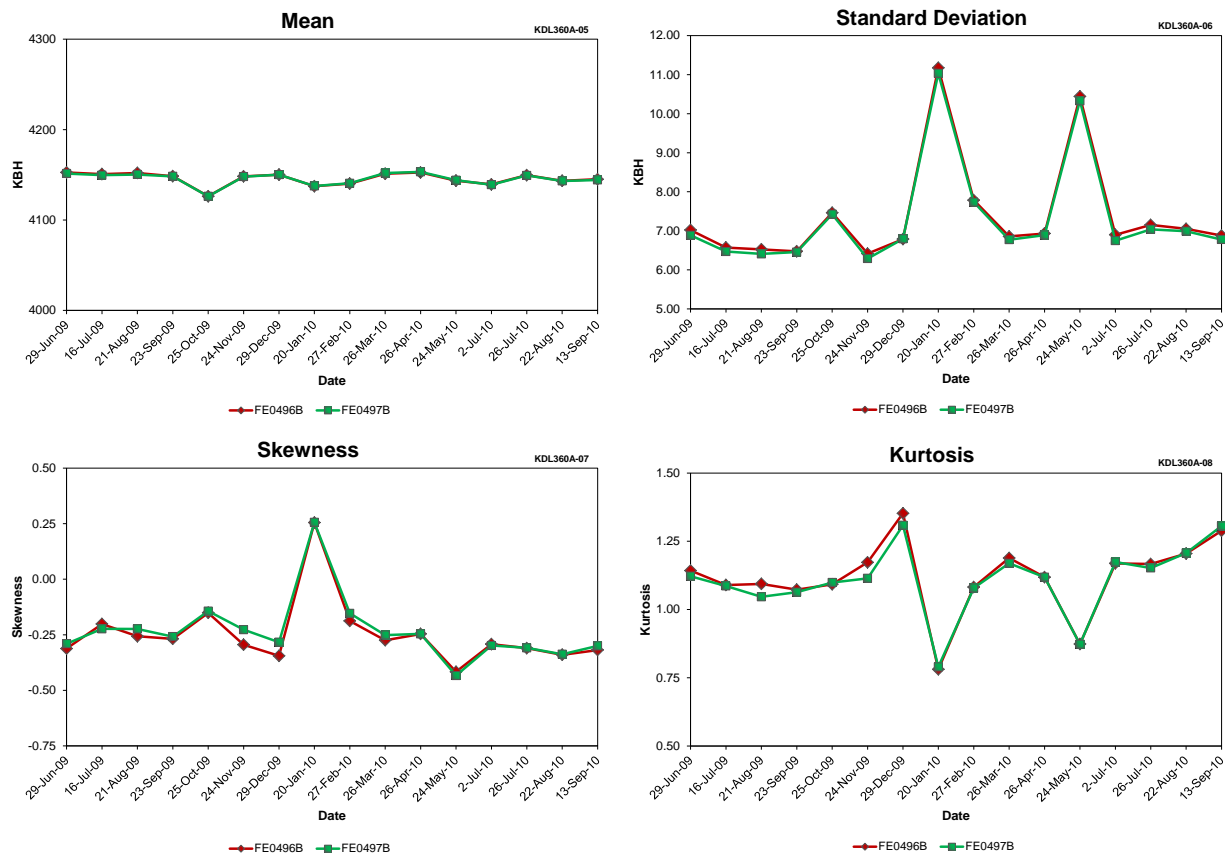 Mean
KDL360A-05
4300
4200
4100
4000
KBH
29-Jun-09
16-Jul-09
21-Aug-09
23-Sep-09
25-Oct-09
24-Nov-09
29-Dec-09
20-Jan-10
27-Feb-10
26-Mar-10
26-Apr-10
24-May-10
2-Jul-10
26-Jul-10
22-Aug-10
13-Sep-10
Date
FE0496B FE0497B
Standard Deviation
KDL360A-06
12.00
11.00
10.00
9.00
8.00
7.00
6.00
5.00
KBH
29-Jun-09
16-Jul-09
21-Aug-09
23-Sep-09
25-Oct-09
24-Nov-09
29-Dec-09
20-Jan-10
27-Feb-10
26-Mar-10
26-Apr-10
24-May-10
2-Jul-10
26-Jul-10
22-Aug-10
13-Sep-10
Date
FE0496B FE0497B
Skewness
KDL360A-07
0.50
0.25
0.00
-0.25
-0.50
-0.75
Skewness
29-Jun-09
16-Jul-09
21-Aug-09
23-Sep-09
25-Oct-09
24-Nov-09
29-Dec-09
20-Jan-10
27-Feb-10
26-Mar-10
26-Apr-10
24-May-10
2-Jul-10
26-Jul-10
22-Aug-10
13-Sep-10
Date
FE0496B FE0497B
Kurtosis
KDL360A-08
1.50
1.25
1.00
0.75
0.50
Kurtosis
29-Jun-09
16-Jul-09
21-Aug-09
23-Sep-09
25-Oct-09
24-Nov-09
29-Dec-09
20-Jan-10
27-Feb-10
26-Mar-10
26-Apr-10
24-May-10
2-Jul-10
26-Jul-10
22-Aug-10
13-Sep-10
Date
FE0496B FE0497B